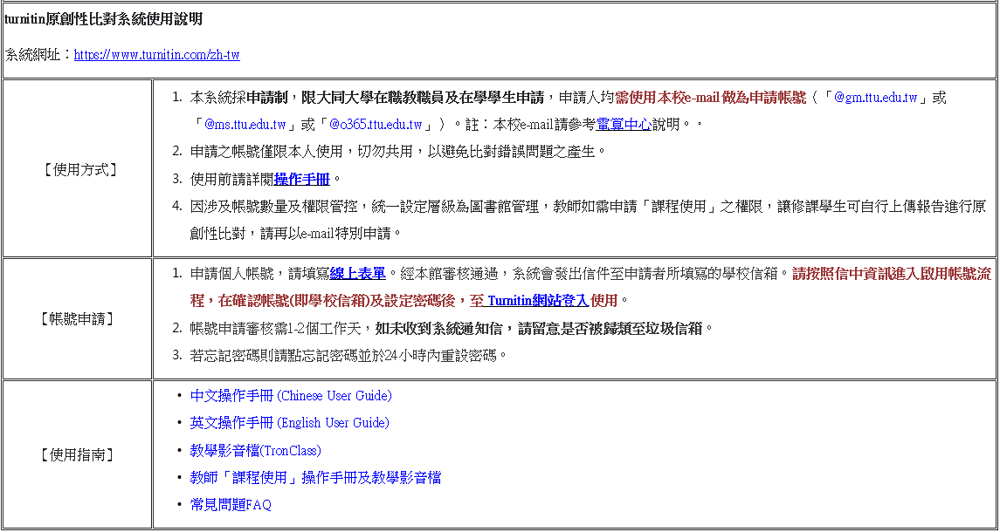 turnitin原創性比對系統使用說明
系統網址：https://www.turnitin.com/zh-tw
【使用方式】
1. 本系統採申請制，限大同大學在職教職員及在學學生申請，申請人均需使用本校e-mail做為申請帳號（「@gm.ttu.edu.tw」或
「@ms.ttu.edu.tw」或「@o365.ttu.edu.tw」）。註：本校e-mail請參考電算中心說明。。
2. 申請之帳號僅限本人使用，切勿共用，以避免比對錯誤問題之產生。
3. 使用前請詳閱操作手冊。
4. 因涉及帳號數量及權限管控，統一設定層級為圖書館管理，教師如需申請「課程使用」之權限，讓修課學生可自行上傳報告進行原
創性比對，請再以e-mail特別申請。
【帳號申請】
1. 申請個人帳號，請填寫線上表單。經本館審核通過，系統會發出信件至申請者所填寫的學校信箱。請按照信中資訊進入啟用帳號流
程，在確認帳號(即學校信箱)及設定密碼後，至 Turnitin網站登入使用。
2. 帳號申請審核需1-2個工作天，如未收到系統通知信，請留意是否被歸類至垃圾信箱。
3. 若忘記密碼則請點忘記密碼並於24小時內重設密碼。
【使用指南】
• 中文操作手冊 (Chinese User Guide)
• 英文操作手冊 (English User Guide)
• 教學影音檔(TronClass)
• 教師「課程使用」操作手冊及教學影音檔
• 常見問題FAQ